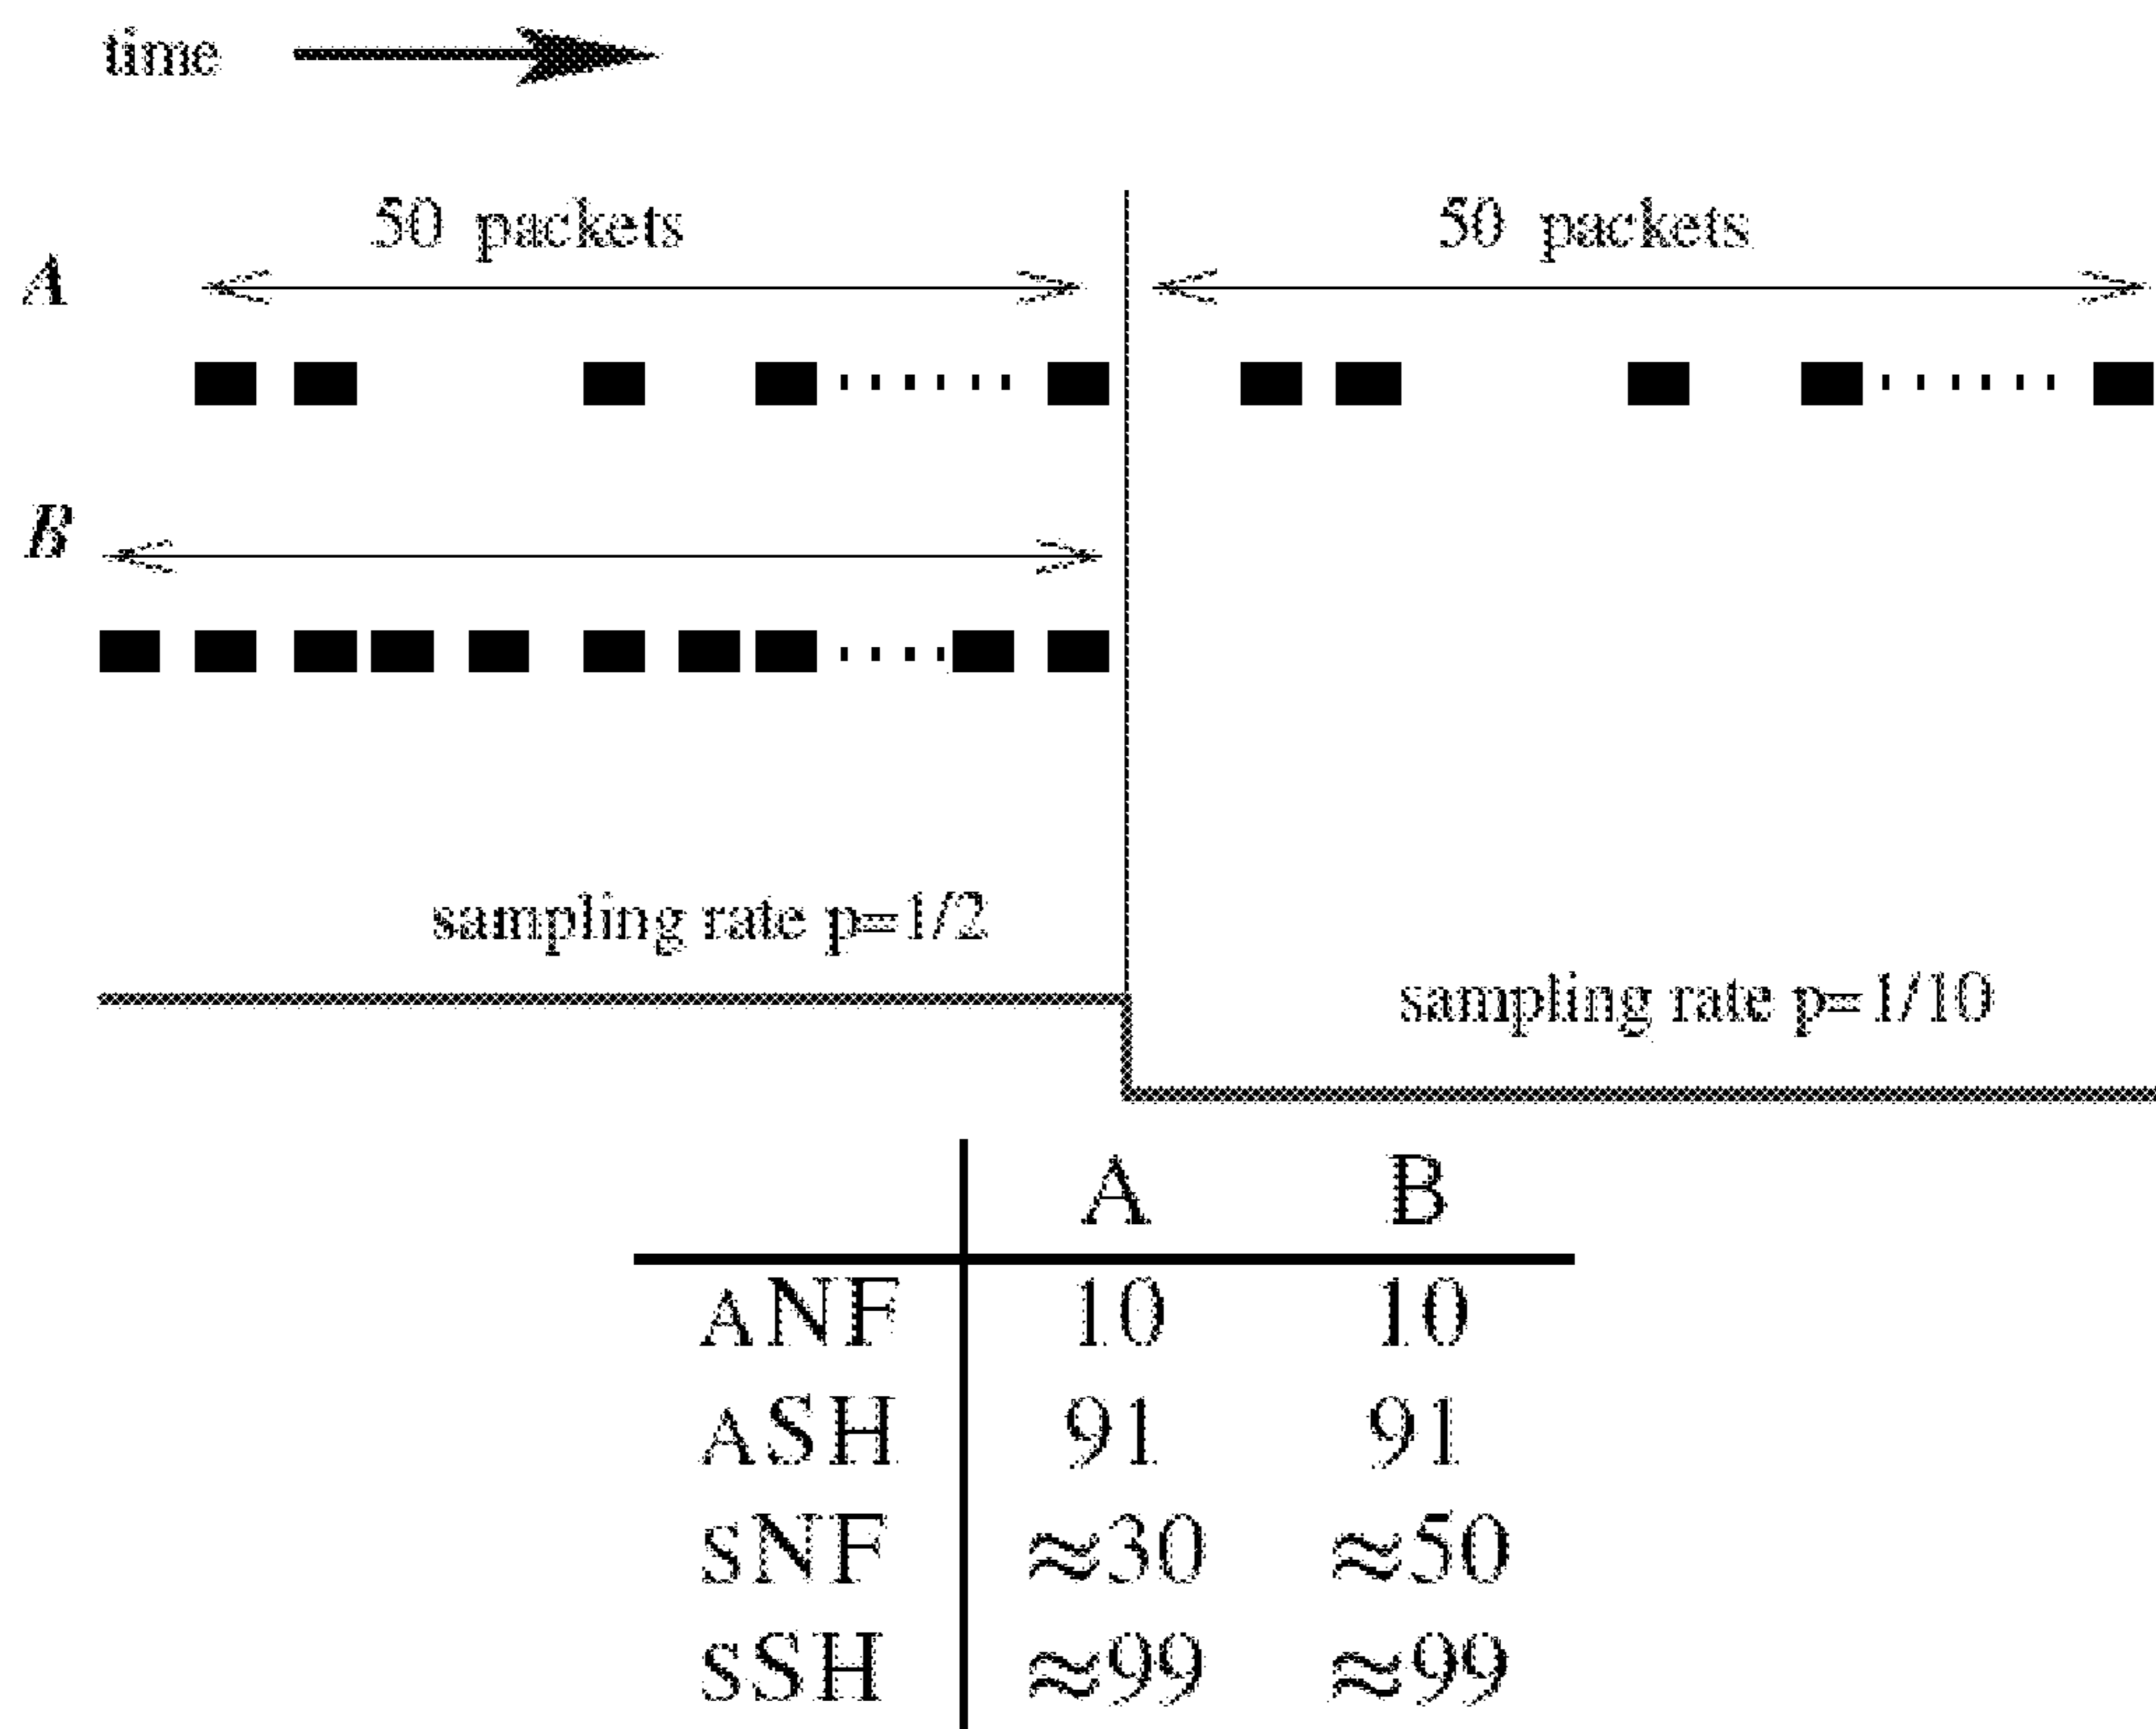 time
50 packets 50 packets
A
B
sampling rate p=1/2
sampling rate p=1/10
A B
ANF 10 10
ASH 91 91
SNF ≈30 ≈50
SSH ≈99 ≈99